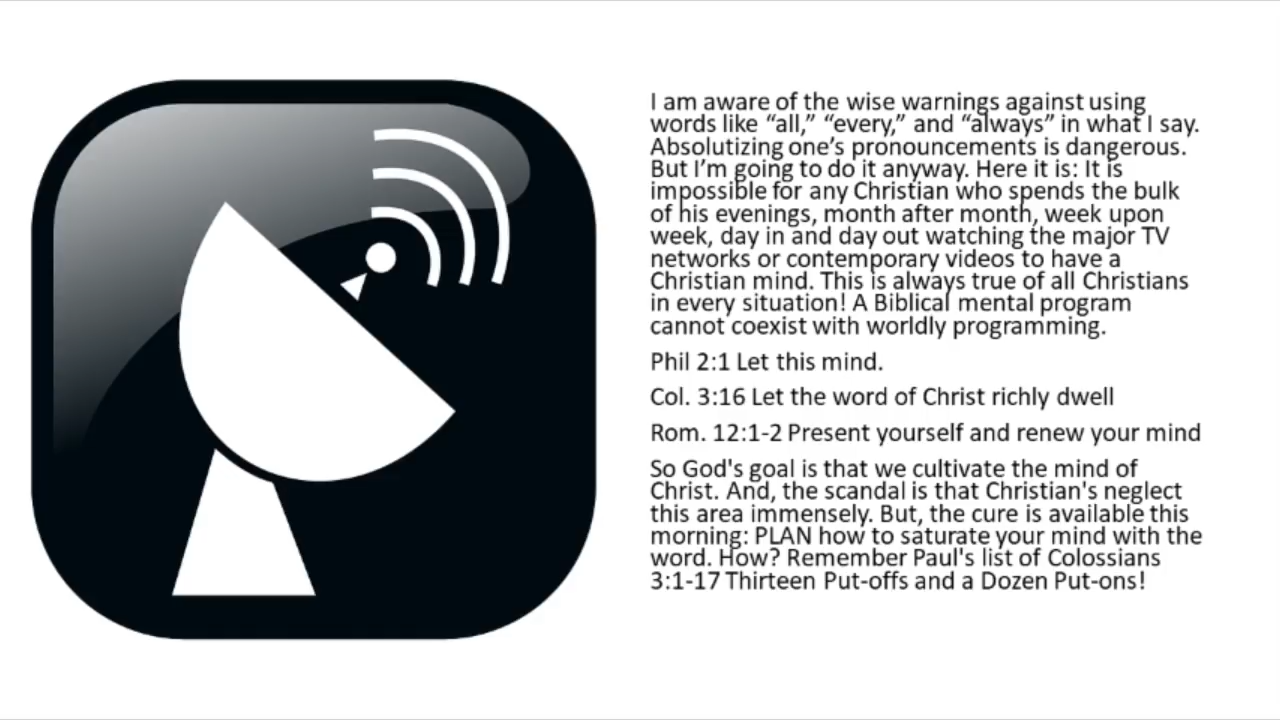 I am aware of the wise warnings against using
words like “all,” “every,” and “always” in what I say.
Absolutizing one’s pronouncements is dangerous.
But I’m going to do it anyway. Here it is: It is
impossible for any Christian who spends the bulk
of his evenings, month after month, week upon
week, day in and day out watching the major TV
networks or contemporary videos to have a
Christian mind. This is always true of all Christians
in every situation! A Biblical mental program
cannot coexist with worldly programming.
Phil 2:1 Let this mind.
Col. 3:16 Let the word of Christ richly dwell
Rom. 12:1-2 Present yourself and renew your mind
So God's goal is that we cultivate the mind of
Christ. And, the scandal is that Christian's neglect
this area immensely. But, the cure is available this
morning: PLAN how to saturate your mind with the
word. How? Remember Paul's list of Colossians
3:1-17 Thirteen Put-offs and a Dozen Put-ons!